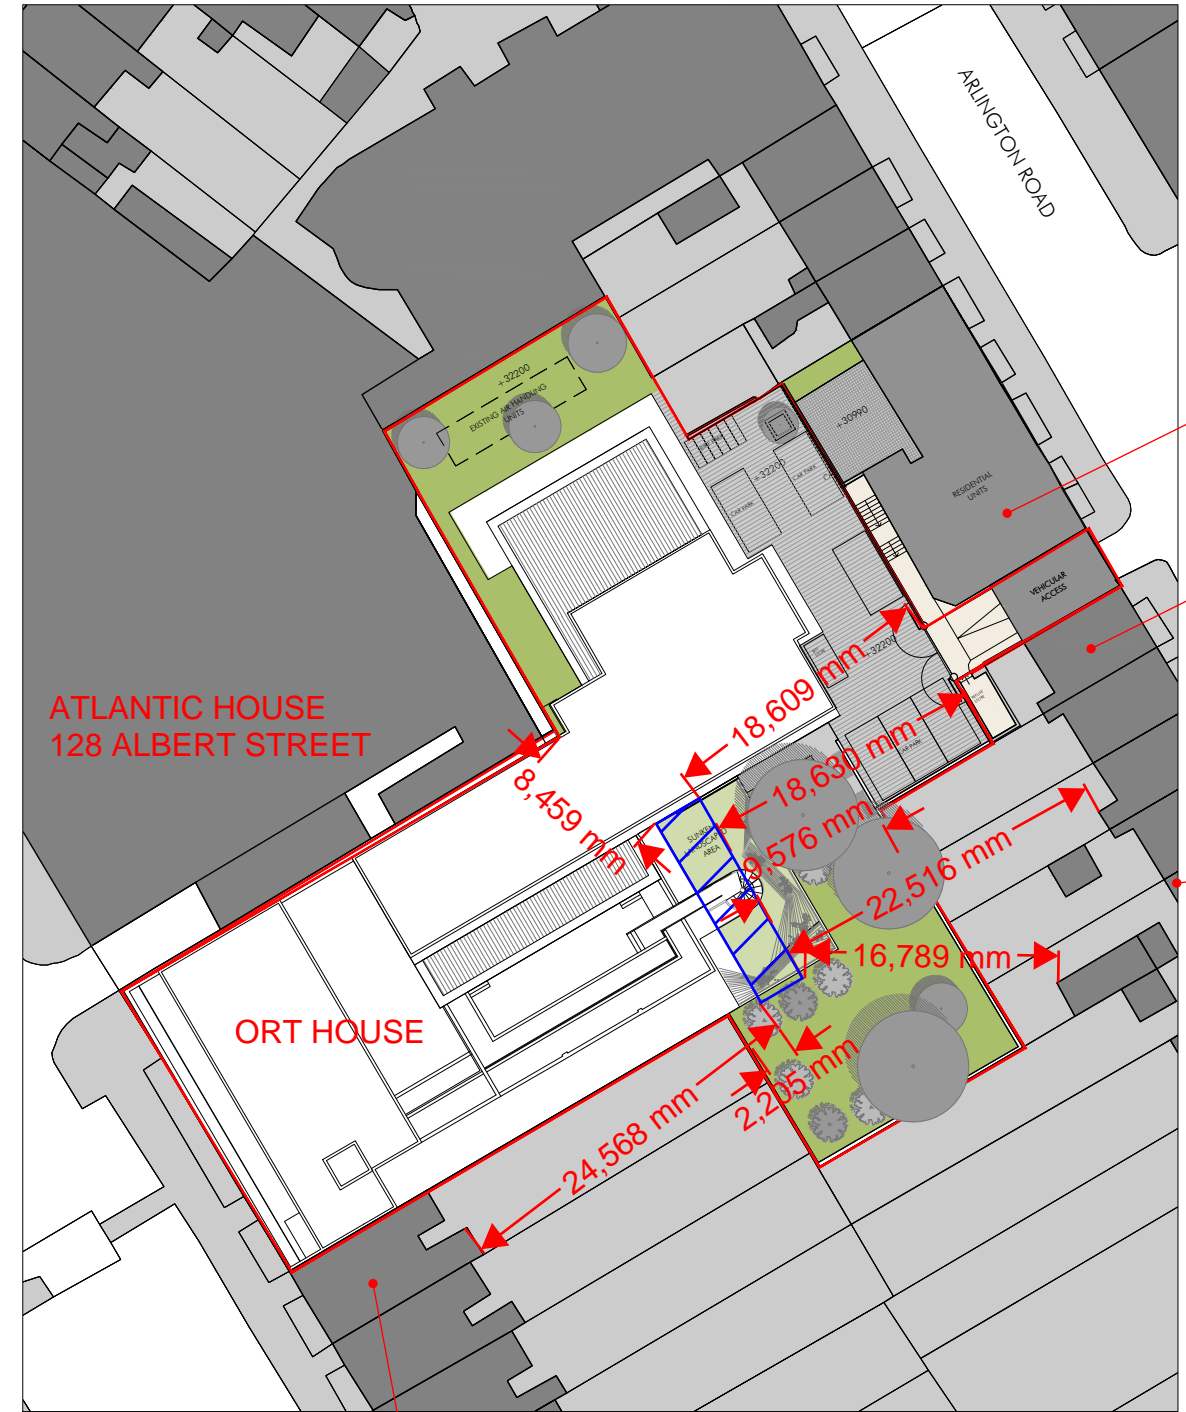 ARLINGTON ROAD
+32200
EXISTING AIR HANDLING
UNITS
+30990
+32200
CAR PARK
CAR PARK
RESIDENTIAL
UNITS
VEHICULAR
ACCESS
+32200
ATLANTIC HOUSE
128 ALBERT STREET
18,609 mm
18,630 mm
CAR PARK
8,459 mm
SUNKEN
LANDSCAPED
AREA
9,576 mm
22,516 mm
16,789 mm
ORT HOUSE
2,205 mm
24,568 mm